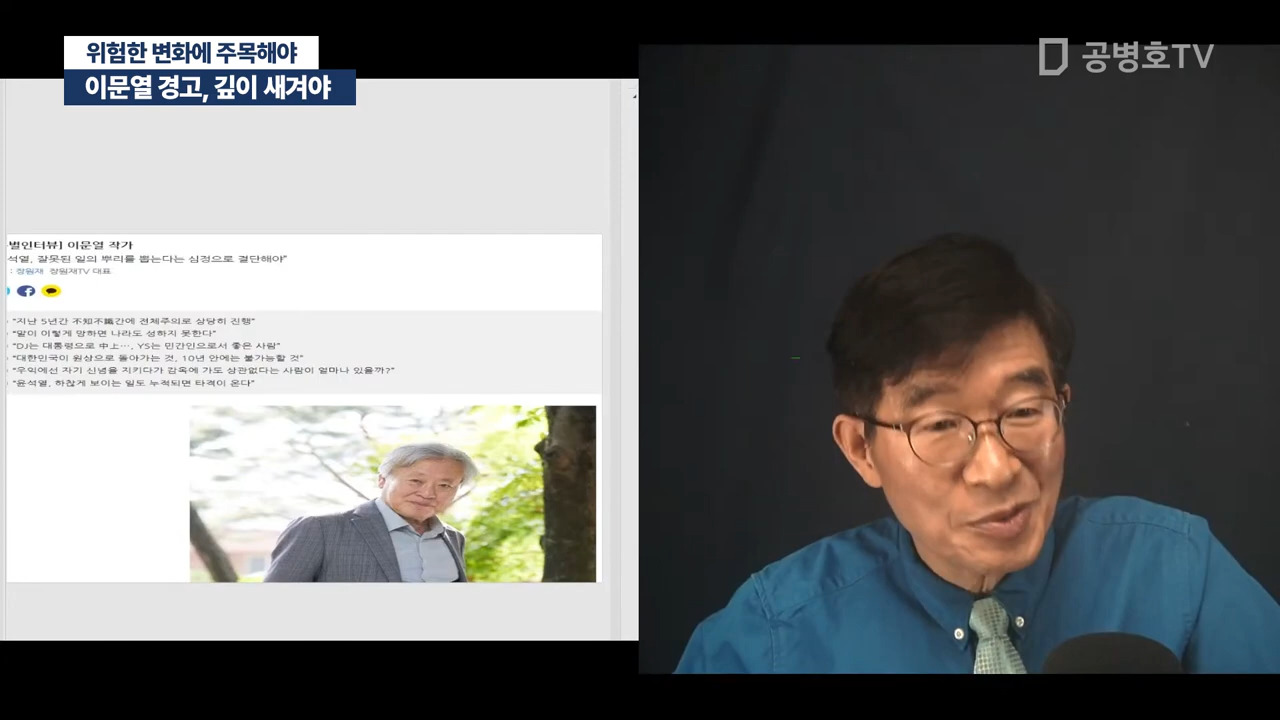 위험한 변화에 주목해야
이문열 경고, 깊이 새겨야
공병호TV
별인터뷰] 이문열 작가
석열, 잘못된 일의 뿌리를 뽑는다는 심정으로 결단해야"
: 장원재 장원재TV 대표
"지난 5년간 不知不識간에 전체주의로 상당히 진행"
"말이 이렇게 망하면 나라도 성하지 못한다"
"DJ는 대통령으로 中上…, YS는 민간인으로서 좋은 사람"
"대한민국이 원상으로 돌아가는 것, 10년 안에는 불가능할 것"
"우익에선 자기 신념을 지키다가 감옥에 가도 상관없다는 사람이 얼마나 있을까?"
"윤석열, 하찮게 보이는 일도 누적되면 타격이 온다"